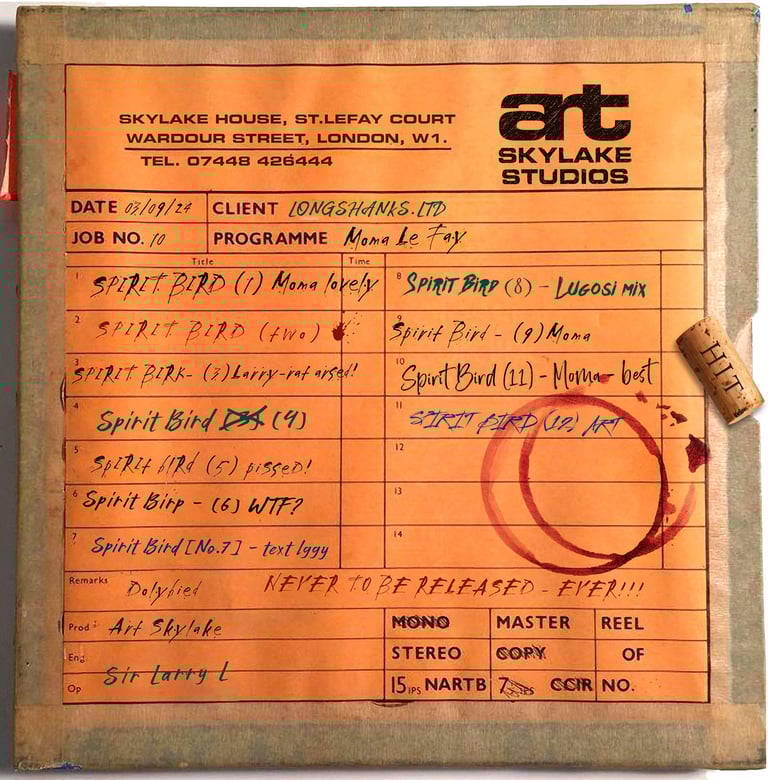 SKYLAKE HOUSE, ST.LEFAY COURT
WARDOUR STREET, LONDON, W1.
TEL. 07448 426444
art
SKYLAKE
STUDIOS
DATE 03/09/24 CLIENT LONGSHANKS.LTD
JOB NO. 10 PROGRAMME Moma Le Fay
Title Time
1 SPIRIT BIRD (1) Moma lovely
2 SPIRIT BIRD (two)
3 SPIRIT BIRK- (3) Larry-rat arsed!
4 Spirit Bird (4)
5 SPiRit biRd (5) pissed!
6 Spirit Birp - (6) WTF?
7 Spirit Bird [No.7] - text Iggy
8 SPiRit BiRD (8) - LUGOSi MiX
9 Spirit Bird - (9) Moma
10 Spirit Bird (11) - Moma - best
11 SPIRIT BIRD (12) ART
12
13
14
HIT
Remarks Dolybied NEVER TO BE RELEASED - EVER!!!
Prod: Art Skylake
Eng: Sir Larry L
Op
MONO MASTER REEL
STEREO COPY OF
15 IPS NARTB 7 IPS CCIR NO.